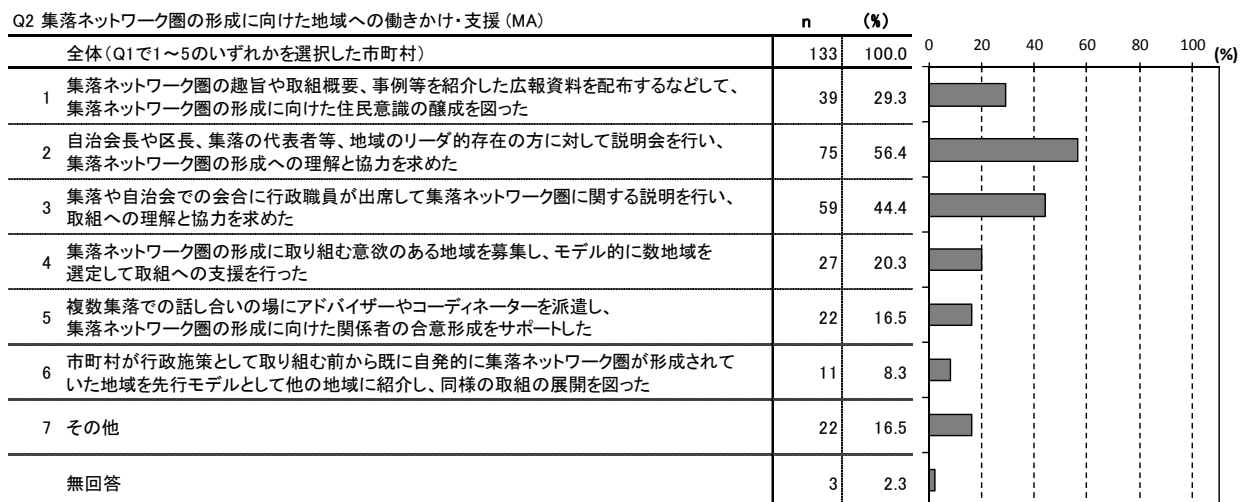 Q2 集落ネットワーク圏の形成に向けた地域への働きかけ・支援 (MA) n (%)
全体(Q1で1～5のいずれかを選択した市町村) 133 100.0
0 20 40 60 80 100 (%)
1 集落ネットワーク圏の趣旨や取組概要、事例等を紹介した広報資料を配布するなどして、
集落ネットワーク圏の形成に向けた住民意識の醸成を図った 39 29.3
2 自治会長や区長、集落の代表者等、地域のリーダ的存在の方に対して説明会を行い、
集落ネットワーク圏の形成への理解と協力を求めた 75 56.4
3 集落や自治会での会合に行政職員が出席して集落ネットワーク圏に関する説明を行い、
取組への理解と協力を求めた 59 44.4
4 集落ネットワーク圏の形成に取り組む意欲のある地域を募集し、モデル的に数地域を
選定して取組への支援を行った 27 20.3
5 複数集落での話し合いの場にアドバイザーやコーディネーターを派遣し、
集落ネットワーク圏の形成に向けた関係者の合意形成をサポートした 22 16.5
6 市町村が行政施策として取り組む前から既に自発的に集落ネットワーク圏が形成されて
いた地域を先行モデルとして他の地域に紹介し、同様の取組の展開を図った 11 8.3
7 その他 22 16.5
無回答 3 2.3